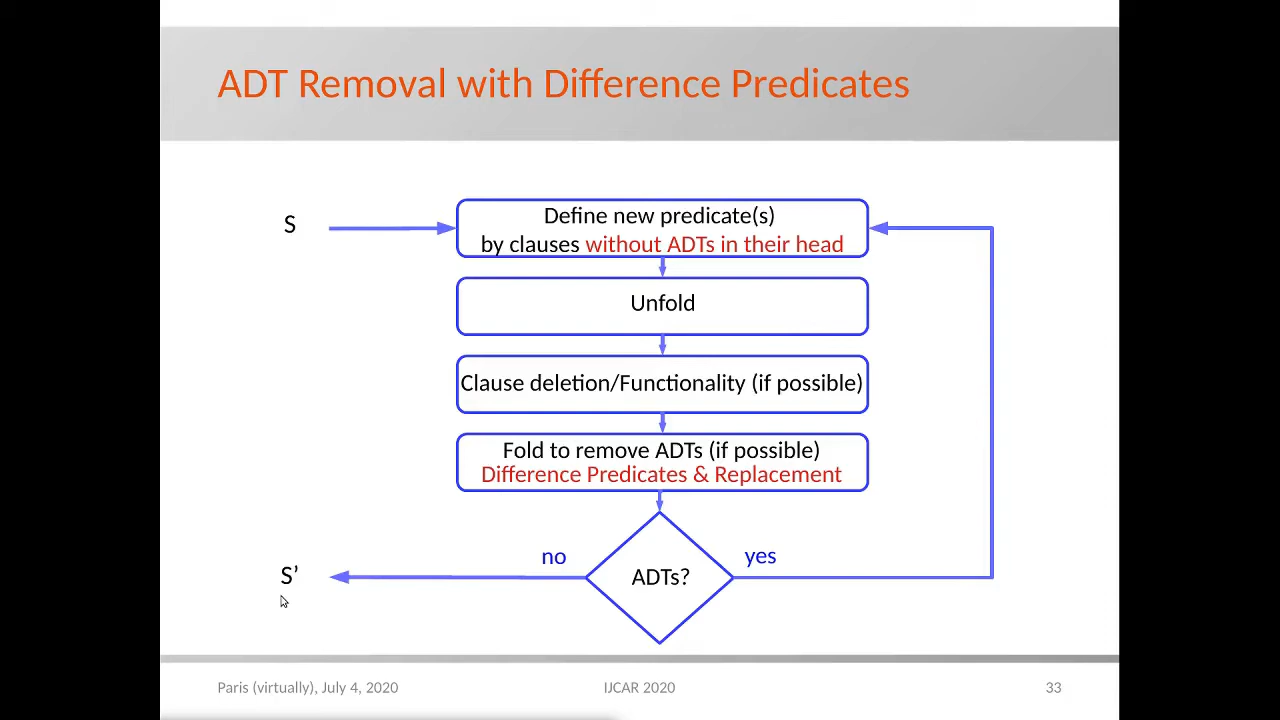 ADT Removal with Difference Predicates
S
Define new predicate(s)
by clauses without ADTs in their head
Unfold
Clause deletion/Functionality (if possible)
Fold to remove ADTs (if possible)
Difference Predicates & Replacement
no
yes
S’
ADTs?
Paris (virtually), July 4, 2020
IJCAR 2020
33